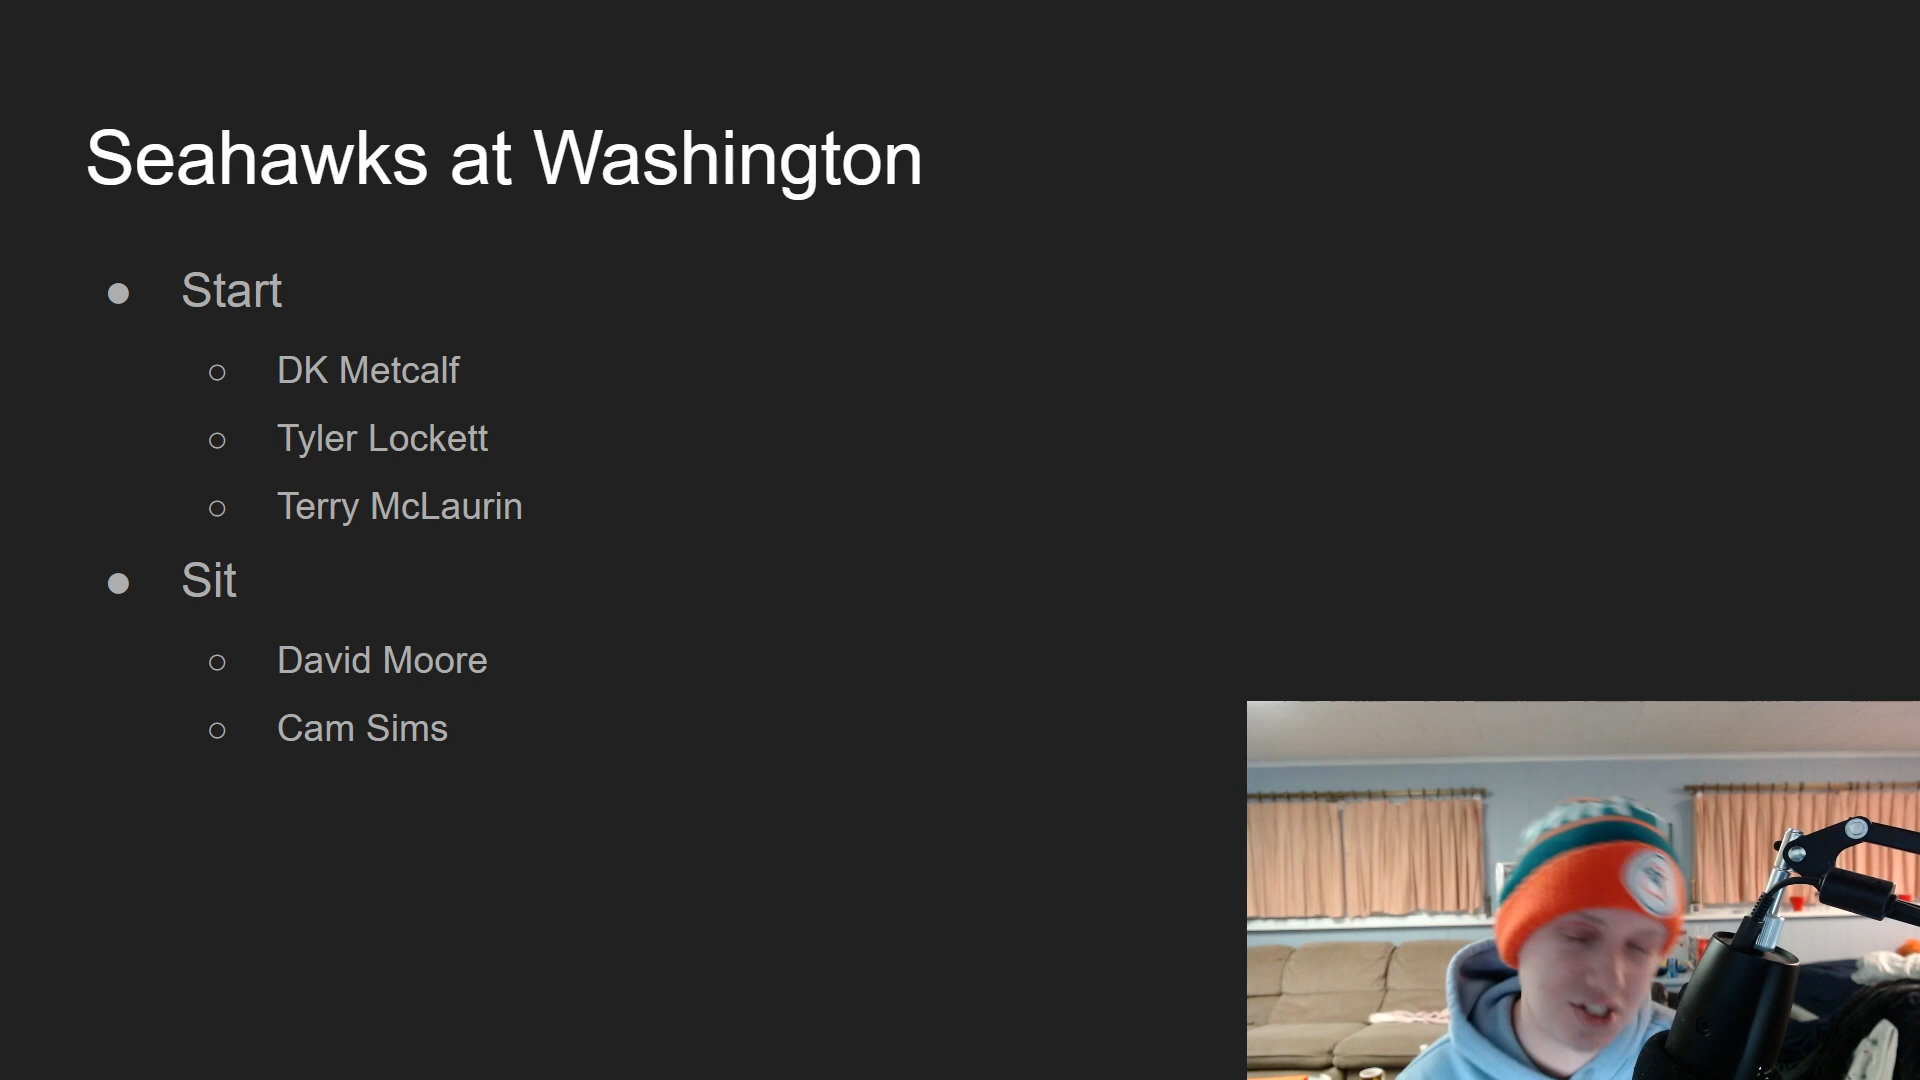 Seahawks at Washington
Start
DK Metcalf
Tyler Lockett
Terry McLaurin
Sit
David Moore
Cam Sims